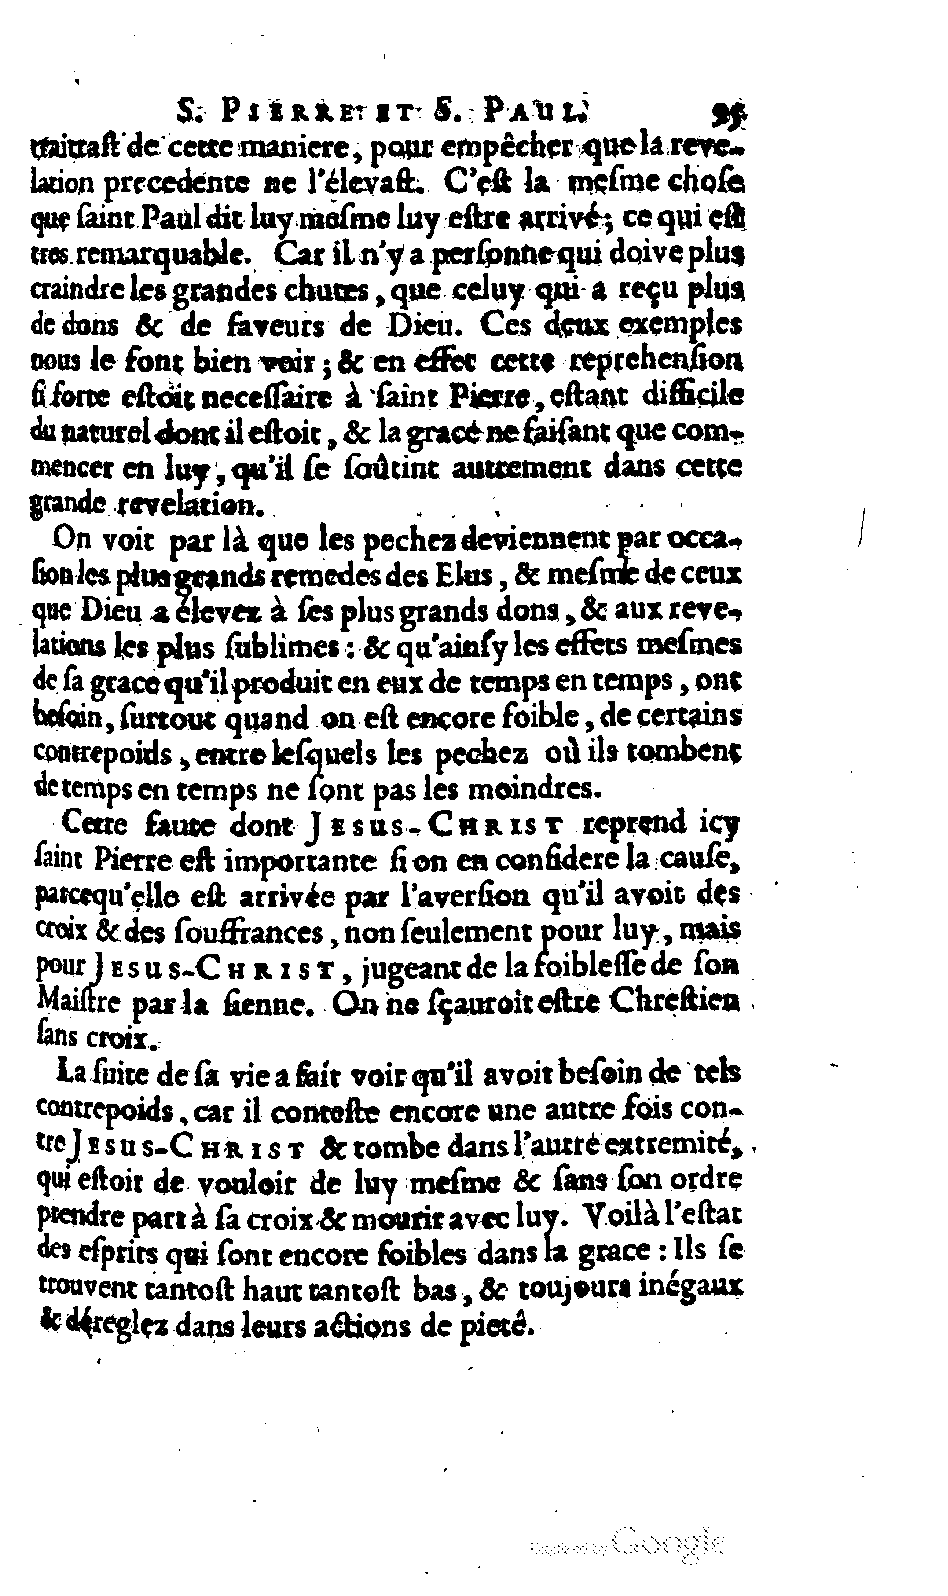 S. PIERRE ET S. PAUL. 95
traitaſt de cette maniere, pour empêcher que la reve-
lation precedente ne l'élevaſt. C'eſt la meſme choſe
que ſaint Paul dit luy meſme luy eſtre arrivé; ce qui eſt
tres remarquable. Car il n'y a perſonne qui doive plus
craindre les grandes chutes, que celuy qui a reçu plus
de dons & de faveurs de Dieu. Ces deux exemples
nous le font bien voir; & en effet cette reprehenſion
ſi forte eſtoit neceſſaire à ſaint Pierre, eſtant difficile
du naturel dont il eſtoit, & la grace ne faiſant que com-
mencer en luy, qu'il ſe ſoûtint autrement dans cette
grande revelation.
On voit par là que les pechez deviennent par occa-
ſion les plus grands remedes des Elus, & meſme de ceux
que Dieu a élevez à ſes plus grands dons, & aux reve-
lations les plus ſublimes: & qu'ainſy les effets meſmes
de ſa grace qu'il produit en eux de temps en temps, ont
beſoin, ſurtout quand on eſt encore foible, de certains
contrepoids, entre leſquels les pechez où ils tombent
de temps en temps ne ſont pas les moindres.
Cette faute dont JESUS-CHRIST reprend icy
ſaint Pierre eſt importante ſi on en conſidere la cauſe,
parcequ'elle eſt arrivée par l'averſion qu'il avoit des
croix & des ſouffrances, non ſeulement pour luy, mais
pour JESUS-CHRIST, jugeant de la foibleſſe de ſon
Maiſtre par la ſienne. On ne ſçauroit eſtre Chreſtien
ſans croix.
La ſuite de ſa vie a fait voir qu'il avoit beſoin de tels
contrepoids, car il conteſte encore une autre fois con-
tre JESUS-CHRIST & tombe dans l'autre extremité,
qui eſtoit de vouloir de luy meſme & ſans ſon ordre
prendre part à ſa croix & mourir avec luy. Voilà l'eſtat
des eſprits qui ſont encore foibles dans la grace: Ils ſe
trouvent tantoſt haut tantoſt bas, & toujours inégaux
& déreglez dans leurs actions de pieté.
Google